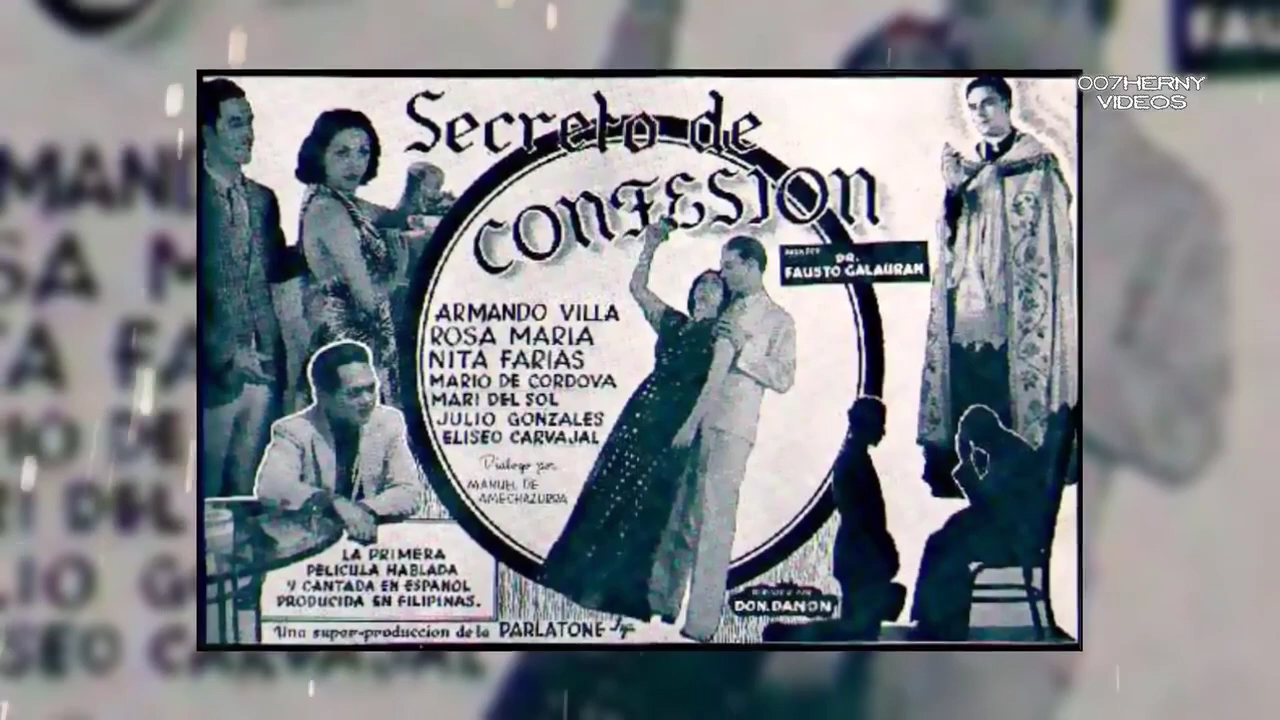 007HERNY
VIDEOS
Secreto de
CONFESION
DR.
FAUSTO GALAURAN
ARMANDO VILLA
ROSA MARIA
NITA FARIAS
MARIO DE CORDOVA
MARI DEL SOL
JULIO GONZALES
ELISEO CARVAJAL
Dialogo por
MANUEL DE
AMECHAZURRA
LA PRIMERA
PELICULA HABLADA
Y CANTADA EN ESPAÑOL
PRODUCIDA EN FILIPINAS.
DON. DANON
Una super-produccion de la PARLATONE